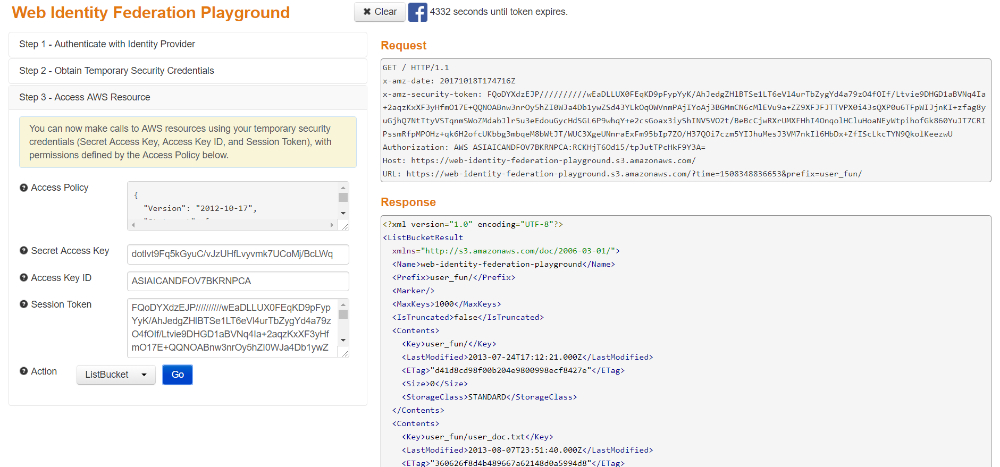 Web Identity Federation Playground
Clear
4332 seconds until token expires.
Step 1 - Authenticate with Identity Provider
Step 2 - Obtain Temporary Security Credentials
Step 3 - Access AWS Resource
You can now make calls to AWS resources using your temporary security
credentials (Secret Access Key, Access Key ID, and Session Token), with
permissions defined by the Access Policy below.
Access Policy
{
"Version": "2012-10-17",
Secret Access Key
dotlvt9Fq5kGyuC/vJzUHfLvyvmk7UCoMj/BcLWq
Access Key ID
ASIAICANDFOV7BKRNPCA
Session Token
FQoDYXdzEJP//////////wEaDLLUX0FEqKD9pFyp
YyK/AhJedgZHlBTSe1LT6eVl4urTbZygYd4a79z
O4fOIf/Ltvie9DHGD1aBVNq4Ia+2aqzKxXF3yHf
mO17E+QQNOABnw3nrOy5hZI0WJa4Db1ywZ
Action
ListBucket
Go
Request
GET / HTTP/1.1
x-amz-date: 20171018T174716Z
x-amz-security-token: FQoDYXdzEJP//////////wEaDLLUX0FEqKD9pFypYyK/AhJedgZHlBTSe1LT6eVl4urTbZygYd4a79zO4fOIf/Ltvie9DHGD1aBVNq4Ia
+2aqzKxXF3yHfmO17E+QQNOABnw3nrOy5hZI0WJa4Db1ywZSd43YLkOqOWVnmPAjIYoAj3BGMmCN6cMlEVu9a+ZZ9XFJFJTTVPX0i43sQXP0u6TFpWIJjnKI+zfag8y
uGjhQ7NtTtyVSTqnmSWoZMdabJlr5u3eEdouGycHdSGL6P9whqY+e2csGoax3iyShINV5VO2t/BeBcCjwRXrUMXFHhI4OnqolHCluHoaNEyWtpihofGk860YuJT7CRI
PssmRfpMPOHz+qk6H2ofcUKbbg3mbqeM8bWtJT/WUC3XgeUNnraExFm95bIp7ZO/H37QOi7czm5YIJhuMesJ3VM7nkIl6HbDx+ZfIScLkcTYN9QkolKeezwU
Authorization: AWS ASIAICANDFOV7BKRNPCA:RCKHjT6Od15/tpJutTPcHkF9Y3A=
Host: https://web-identity-federation-playground.s3.amazonaws.com/
URL: https://web-identity-federation-playground.s3.amazonaws.com/?time=1508348836653&prefix=user_fun/
Response
<?xml version="1.0" encoding="UTF-8"?>
<ListBucketResult
xmlns="http://s3.amazonaws.com/doc/2006-03-01/">
<Name>web-identity-federation-playground</Name>
<Prefix>user_fun/</Prefix>
<Marker/>
<MaxKeys>1000</MaxKeys>
<IsTruncated>false</IsTruncated>
<Contents>
<Key>user_fun/</Key>
<LastModified>2013-07-24T17:12:21.000Z</LastModified>
<ETag>"d41d8cd98f00b204e9800998ecf8427e"</ETag>
<Size>0</Size>
<StorageClass>STANDARD</StorageClass>
</Contents>
<Contents>
<Key>user_fun/user_doc.txt</Key>
<LastModified>2013-08-07T23:51:40.000Z</LastModified>
<ETag>"360626f8d4b489667a62148d0a5994d8"</ETag>